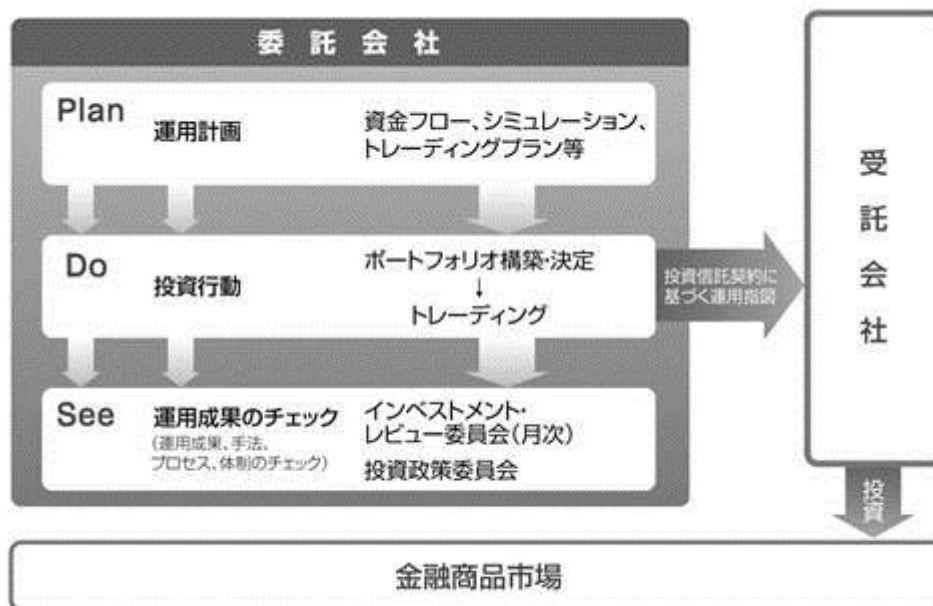 委託会社
Plan
運用計画
資金フロー、シミュレーション、
トレーディングプラン等
Do
投資行動
ポートフォリオ構築・決定
↓
トレーディング
投資信託契約に
基づく運用指図
See
運用成果のチェック
(運用成果、手法、
プロセス、体制のチェック)
インベストメント・
レビュー委員会(月次)
投資政策委員会
受託会社
投資
金融商品市場